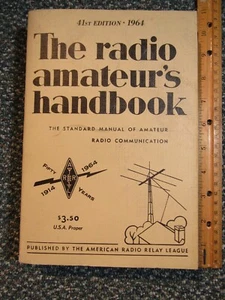 41ST EDITION · 1964
The radio
amateur's
handbook
THE STANDARD MANUAL OF AMATEUR
RADIO COMMUNICATION
FIFTY
1964
1914
YEARS
$3.50
U.S.A. Proper
PUBLISHED BY THE AMERICAN RADIO RELAY LEAGUE